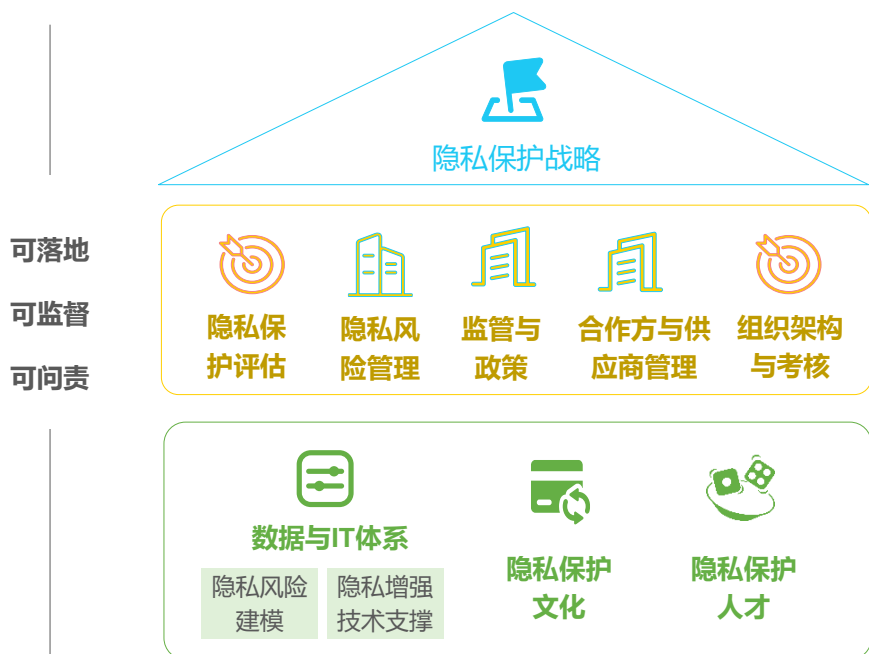 隐私保护战略
可落地
可监督
可问责
隐私保
护评估
隐私风
险管理
监管与
政策
合作方与供
应商管理
组织架构
与考核
数据与IT体系
隐私风险
建模
隐私增强
技术支撑
隐私保护
文化
隐私保护
人才